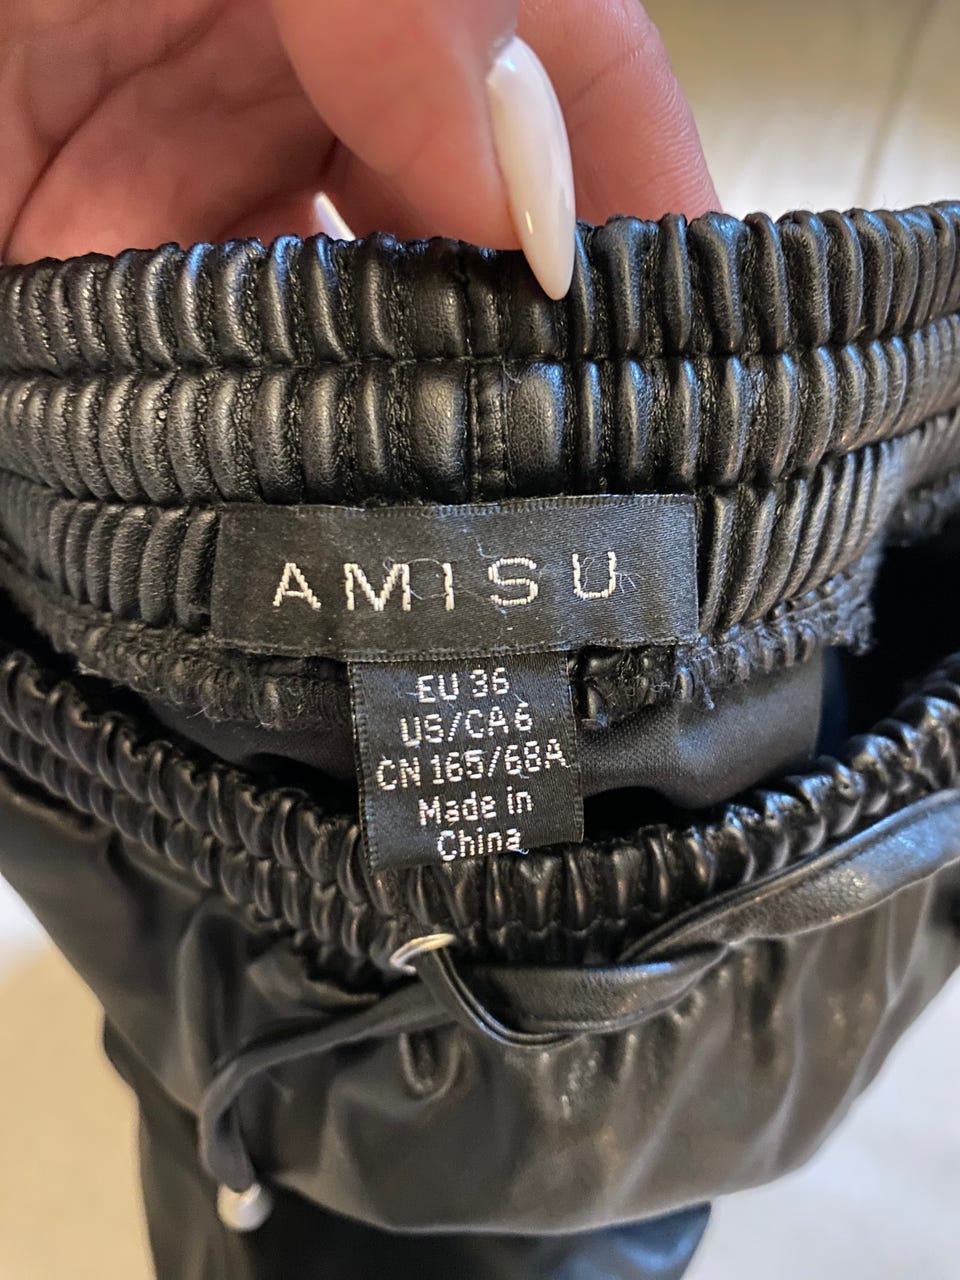 AMISU
EU 36
US/CA 6
CN 165/68A
Made in
China